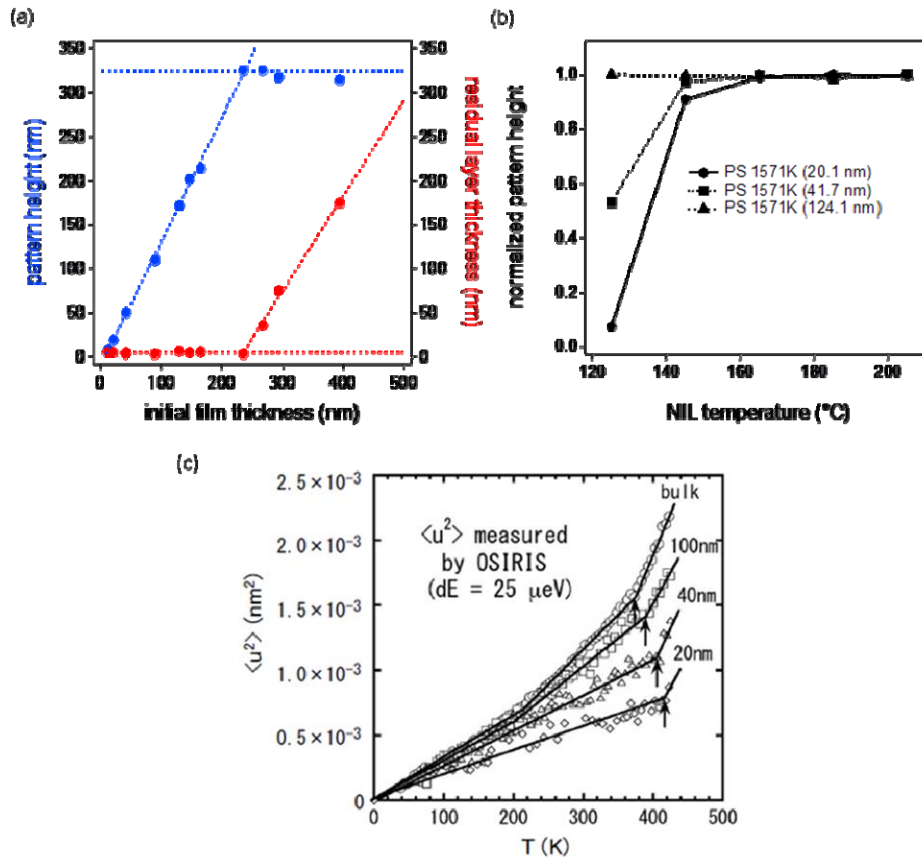 (a)
350
300
250
200
150
100
50
0
pattern height (nm)
350
300
250
200
150
100
50
0
residual layer thickness (nm)
0 100 200 300 400 500
initial film thickness (nm)
(b)
1.0
0.8
0.6
0.4
0.2
0.0
normalized pattern height
PS 1571K (20.1 nm)
PS 1571K (41.7 nm)
PS 1571K (124.1 nm)
120 140 160 180 200
NIL temperature (°C)
(c)
2.5 × 10⁻³
2.0 × 10⁻³
1.5 × 10⁻³
1.0 × 10⁻³
0.5 × 10⁻³
0
<u²> (nm²)
<u²> measured
by OSIRIS
(dE = 25 μeV)
bulk
100nm
40nm
20nm
0 100 200 300 400 500
T (K)